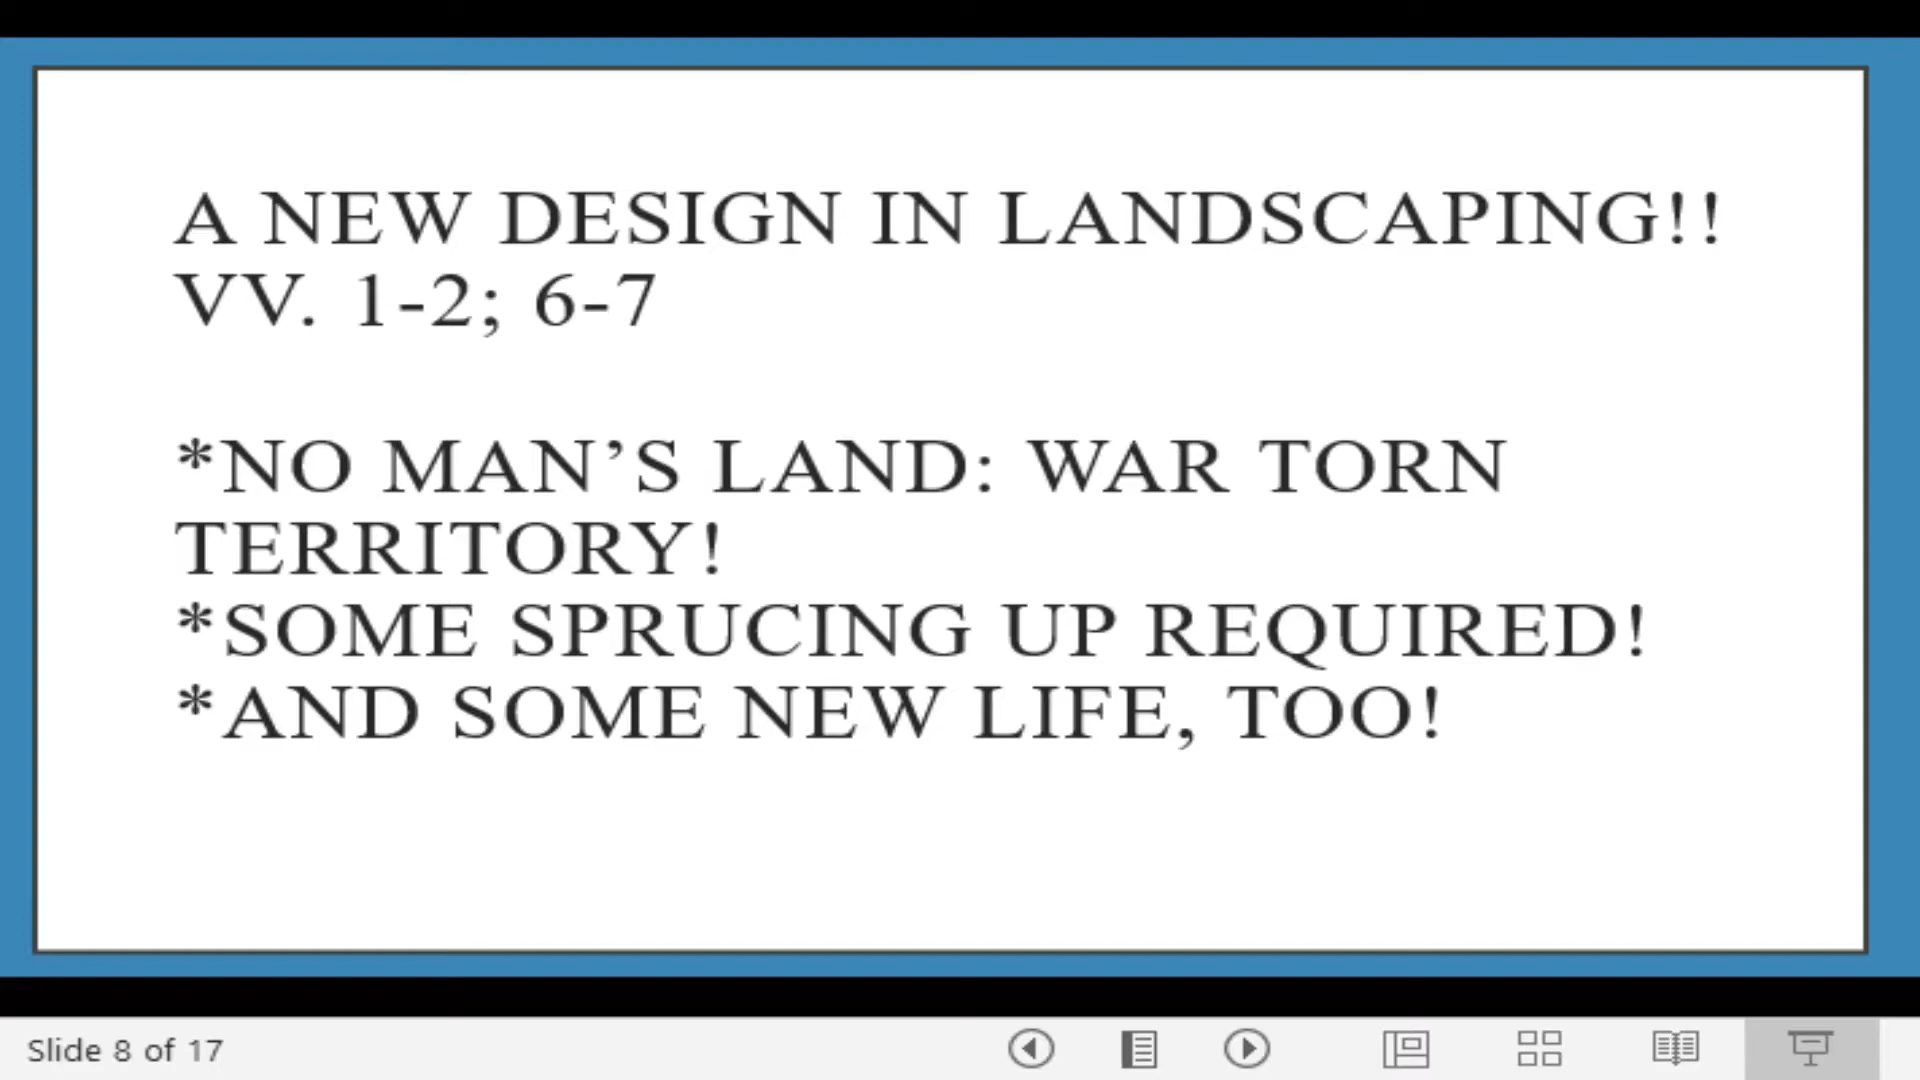 A NEW DESIGN IN LANDSCAPING!!
VV. 1-2; 6-7
*NO MAN’S LAND: WAR TORN
TERRITORY!
*SOME SPRUCING UP REQUIRED!
*AND SOME NEW LIFE, TOO!
Slide 8 of 17